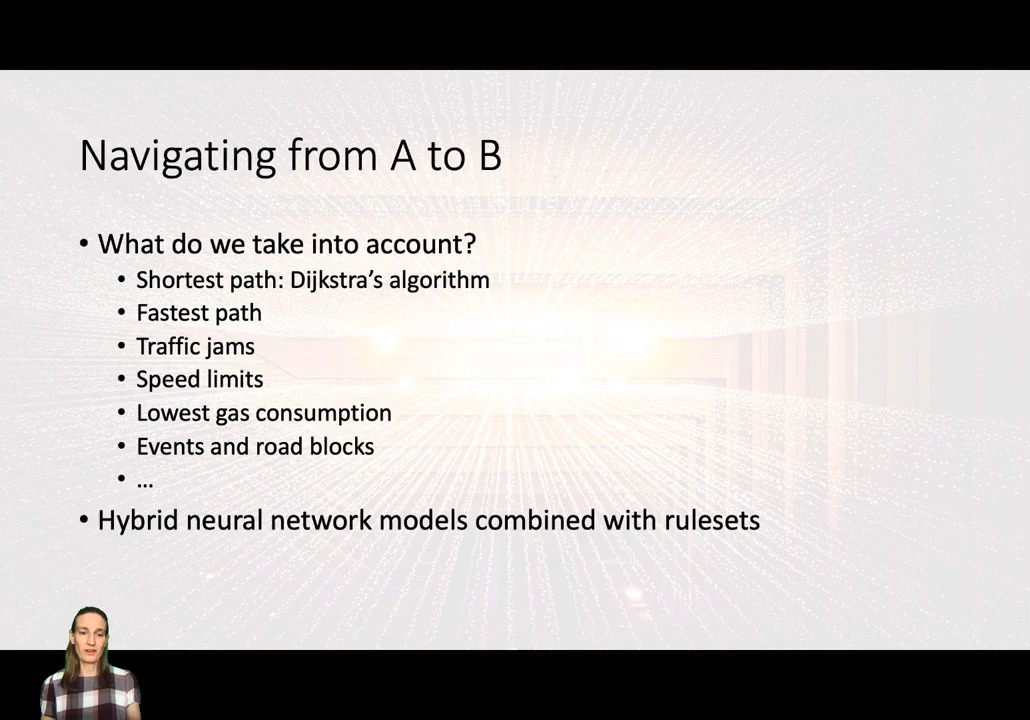 Navigating from A to B
• What do we take into account?
• Shortest path: Dijkstra’s algorithm
• Fastest path
• Traffic jams
• Speed limits
• Lowest gas consumption
• Events and road blocks
• …
• Hybrid neural network models combined with rulesets